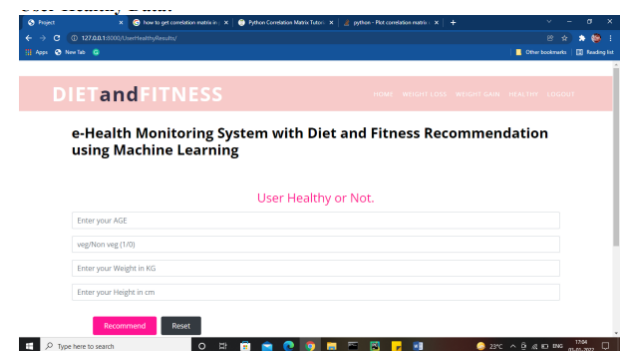 Project
how to get correlation matrix in p
Python Correlation Matrix Tutori
python - Plot correlation matrix
127.0.0.1:8000/UserHealthyResults/
Apps
New Tab
Other bookmarks
Reading list
DIETandFITNESS
HOME WEIGHT LOSS WEIGHT GAIN HEALTHY LOGOUT
e-Health Monitoring System with Diet and Fitness Recommendation
using Machine Learning
User Healthy or Not.
Enter your AGE
veg/Non veg (1/0)
Enter your Weight in KG
Enter your Height in cm
Recommend Reset
Type here to search
23°C
ENG
17:04